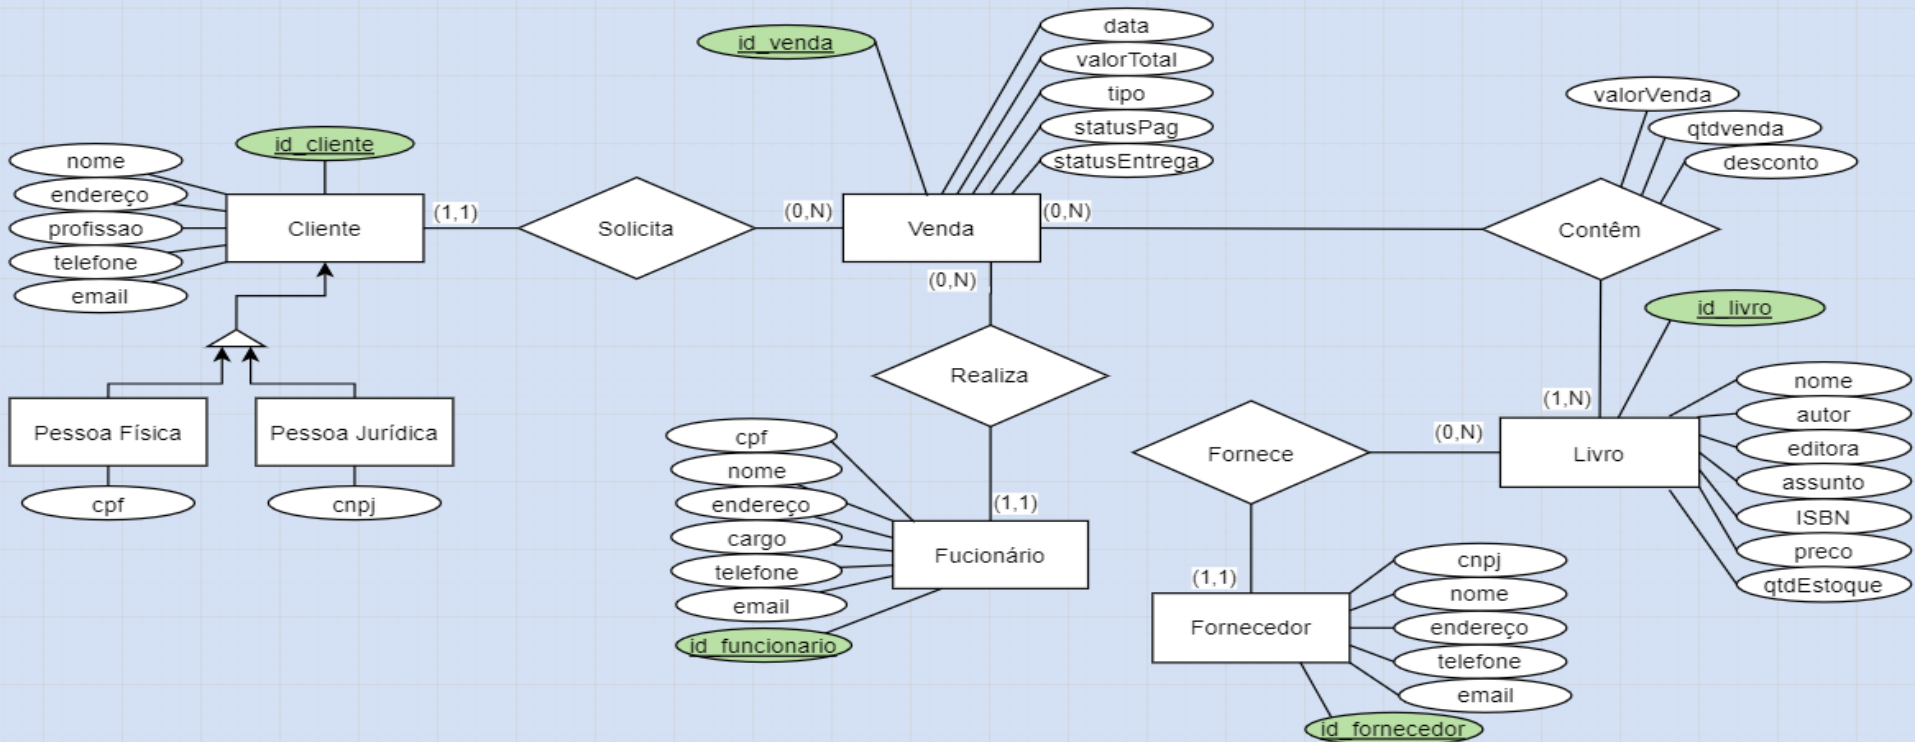 data
id_venda
valorTotal
tipo
statusPag
statusEntrega
valorVenda
qtdvenda
desconto
id_cliente
nome
endereço
profissao
telefone
email
Cliente
(1,1)
Solicita
(0,N)
Venda
(0,N)
Contêm
(0,N)
Realiza
(1,1)
Pessoa Física
Pessoa Jurídica
cpf
cnpj
cpf
nome
endereço
cargo
telefone
email
id_funcionario
Fucionário
Fornece
(0,N)
(1,1)
(1,N)
Livro
id_livro
nome
autor
editora
assunto
ISBN
preco
qtdEstoque
Fornecedor
cnpj
nome
endereço
telefone
email
id_fornecedor